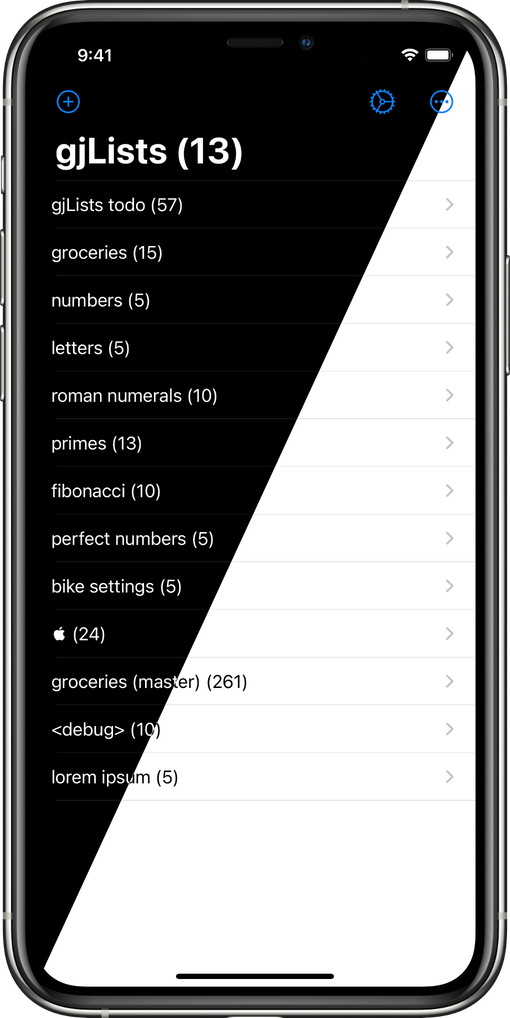 9:41
gjLists (13)
gjLists todo (57)
groceries (15)
numbers (5)
letters (5)
roman numerals (10)
primes (13)
fibonacci (10)
perfect numbers (5)
bike settings (5)
 (24)
groceries (master) (261)
<debug> (10)
lorem ipsum (5)